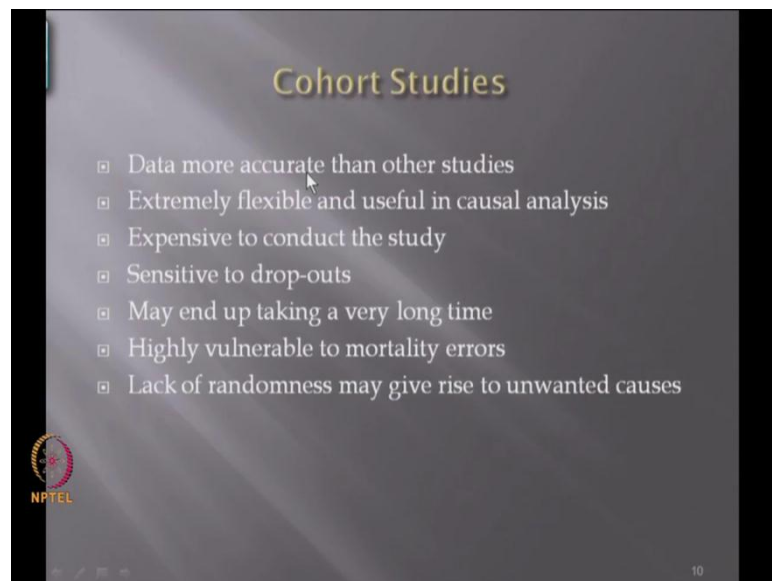 Cohort Studies
Data more accurate than other studies
Extremely flexible and useful in causal analysis
Expensive to conduct the study
Sensitive to drop-outs
May end up taking a very long time
Highly vulnerable to mortality errors
Lack of randomness may give rise to unwanted causes
NPTEL
10